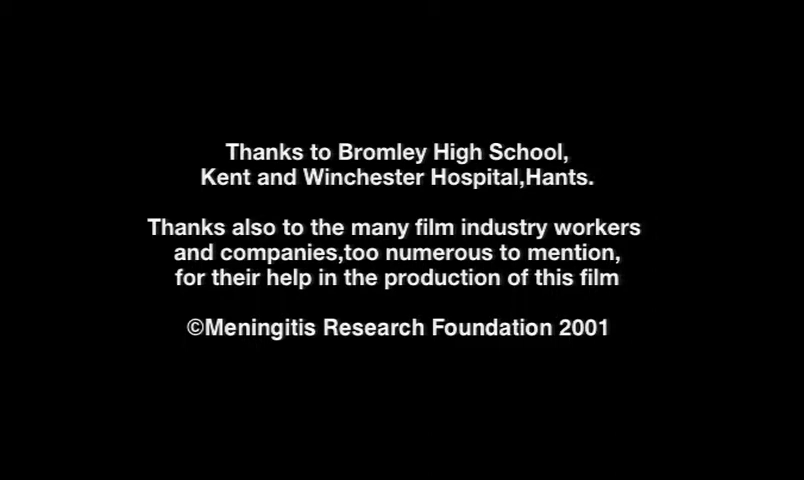 Thanks to Bromley High School,
Kent and Winchester Hospital,Hants.
Thanks also to the many film industry workers
and companies,too numerous to mention,
for their help in the production of this film
©Meningitis Research Foundation 2001